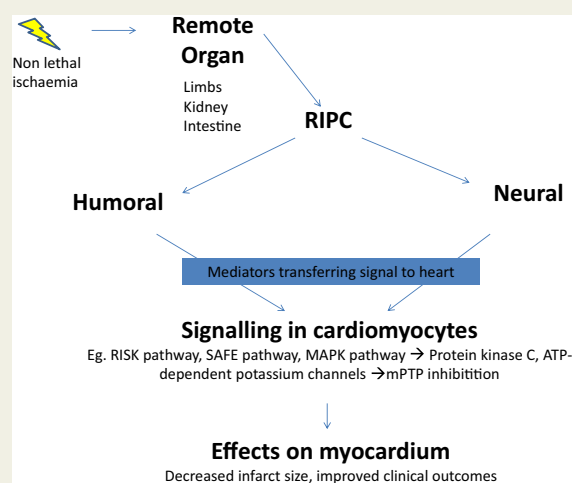 Non lethal
ischaemia
Remote
Organ
Limbs
Kidney
Intestine
RIPC
Humoral
Neural
Mediators transferring signal to heart
Signalling in cardiomyocytes
Eg. RISK pathway, SAFE pathway, MAPK pathway → Protein kinase C, ATP-
dependent potassium channels →mPTP inhibitition
Effects on myocardium
Decreased infarct size, improved clinical outcomes